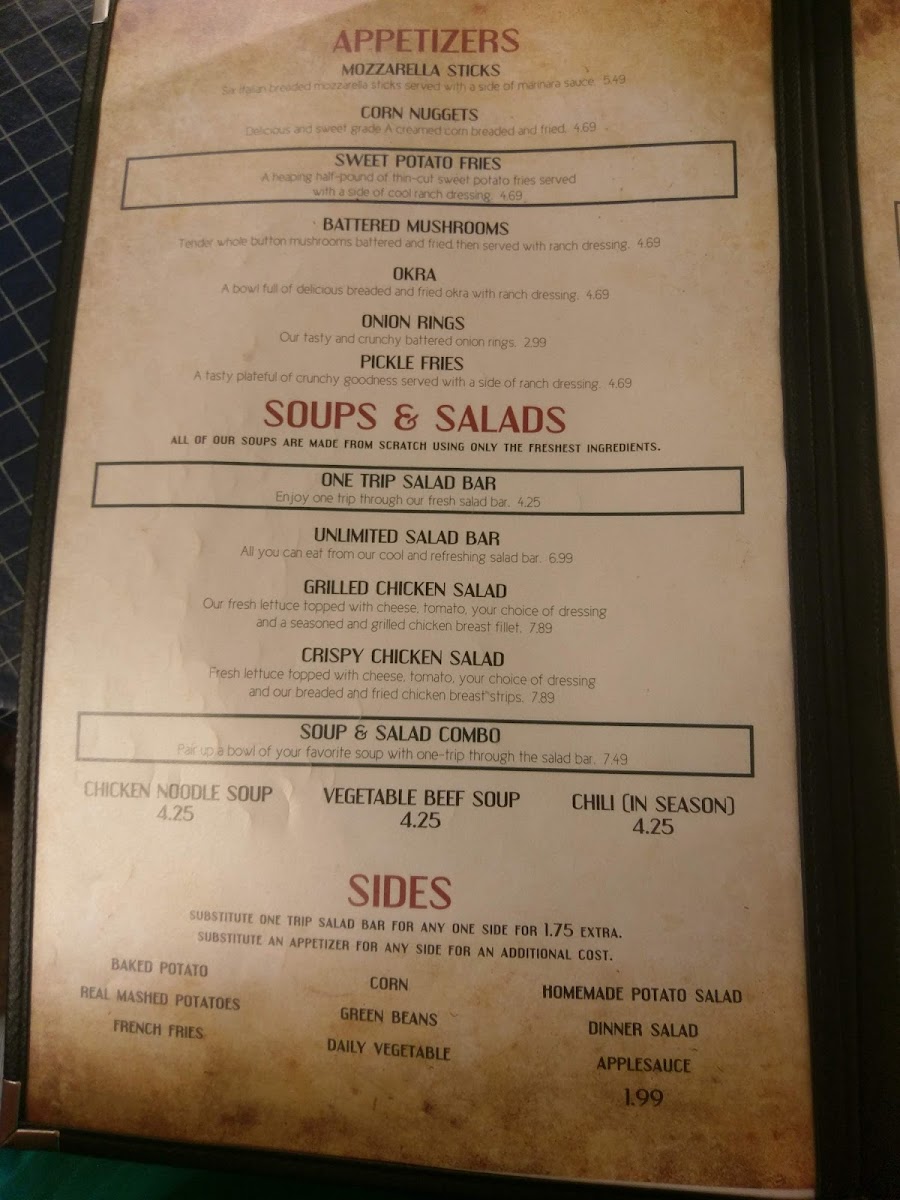 APPETIZERS
MOZZARELLA STICKS
Six Italian breaded mozzarella sticks served with a side of marinara sauce. 5.49
CORN NUGGETS
Delicious and sweet grade A creamed corn breaded and fried. 4.69
SWEET POTATO FRIES
A heaping half-pound of thin-cut sweet potato fries served
with a side of cool ranch dressing. 4.69
BATTERED MUSHROOMS
Tender whole button mushrooms battered and fried then served with ranch dressing. 4.69
OKRA
A bowl full of delicious breaded and fried okra with ranch dressing. 4.69
ONION RINGS
Our tasty and crunchy battered onion rings. 2.99
PICKLE FRIES
A tasty plateful of crunchy goodness served with a side of ranch dressing. 4.69
SOUPS & SALADS
ALL OF OUR SOUPS ARE MADE FROM SCRATCH USING ONLY THE FRESHEST INGREDIENTS.
ONE TRIP SALAD BAR
Enjoy one trip through our fresh salad bar. 4.25
UNLIMITED SALAD BAR
All you can eat from our cool and refreshing salad bar. 6.99
GRILLED CHICKEN SALAD
Our fresh lettuce topped with cheese, tomato, your choice of dressing
and a seasoned and grilled chicken breast fillet. 7.89
CRISPY CHICKEN SALAD
Fresh lettuce topped with cheese, tomato, your choice of dressing
and our breaded and fried chicken breast strips. 7.89
SOUP & SALAD COMBO
Pair up a bowl of your favorite soup with one-trip through the salad bar. 7.49
CHICKEN NOODLE SOUP
4.25
VEGETABLE BEEF SOUP
4.25
CHILI (IN SEASON)
4.25
SIDES
SUBSTITUTE ONE TRIP SALAD BAR FOR ANY ONE SIDE FOR 1.75 EXTRA.
SUBSTITUTE AN APPETIZER FOR ANY SIDE FOR AN ADDITIONAL COST.
BAKED POTATO
REAL MASHED POTATOES
FRENCH FRIES
CORN
GREEN BEANS
DAILY VEGETABLE
HOMEMADE POTATO SALAD
DINNER SALAD
APPLESAUCE
1.99